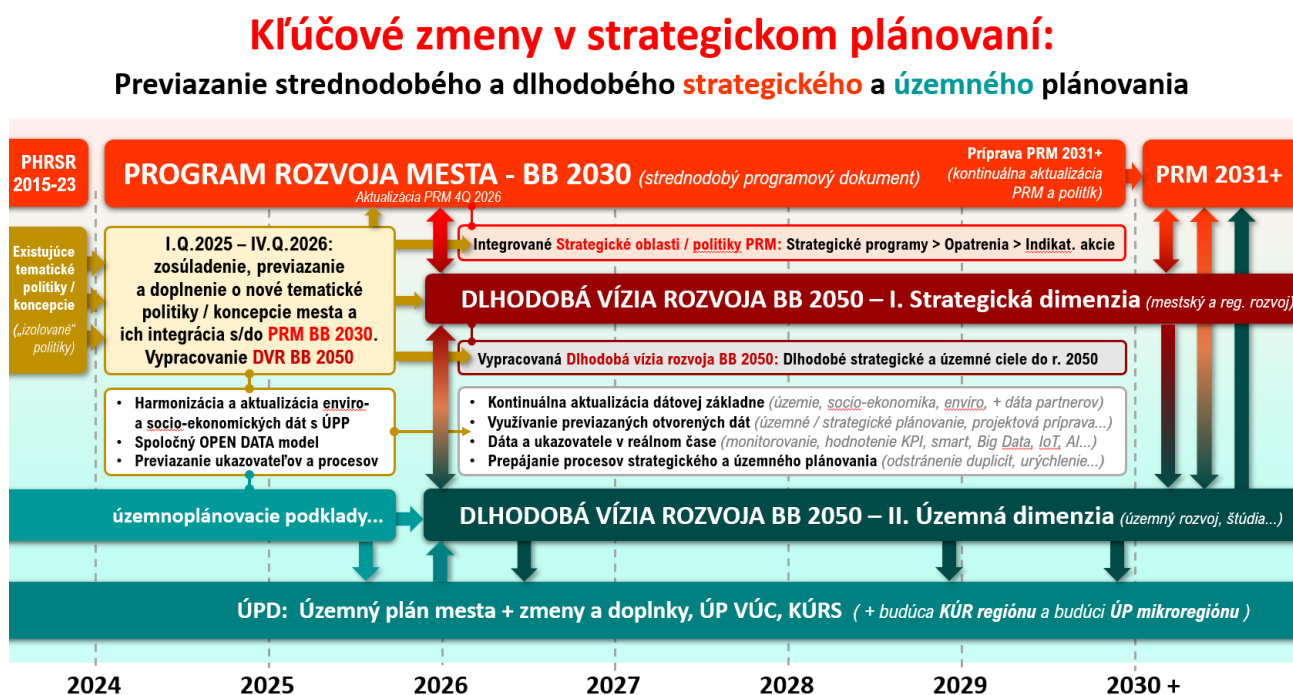 Kľúčové zmeny v strategickom plánovaní:
Previazanie strednodobého a dlhodobého strategického a územného plánovania
PHRSR
2015-23
PROGRAM ROZVOJA MESTA - BB 2030 (strednodobý programový dokument)
Aktualizácia PRM 4Q 2026
Príprava PRM 2031+
(kontinuálna aktualizácia
PRM a politík)
PRM 2031+
Existujúce
tematické
politiky /
koncepcie
(„izolované“
politiky)
I.Q.2025 – IV.Q.2026:
zosúladenie, previazanie
a doplnenie o nové tematické
politiky / koncepcie mesta a
ich integrácia s/do PRM BB 2030.
Vypracovanie DVR BB 2050
Integrované Strategické oblasti / politiky PRM: Strategické programy > Opatrenia > Indikat. akcie
DLHODOBÁ VÍZIA ROZVOJA BB 2050 – I. Strategická dimenzia (mestský a reg. rozvoj)
Vypracovaná Dlhodobá vízia rozvoja BB 2050: Dlhodobé strategické a územné ciele do r. 2050
• Harmonizácia a aktualizácia enviro-
a socio-ekonomických dát s ÚPP
• Spoločný OPEN DATA model
• Previazanie ukazovateľov a procesov
• Kontinuálna aktualizácia dátovej základne (územie, socio-ekonomika, enviro, + dáta partnerov)
• Využívanie previazaných otvorených dát (územné / strategické plánovanie, projektová príprava...)
• Dáta a ukazovatele v reálnom čase (monitorovanie, hodnotenie KPI, smart, Big Data, IoT, AI...)
• Prepájanie procesov strategického a územného plánovania (odstránenie duplicít, urýchlenie...)
územnoplánovacie podklady...
DLHODOBÁ VÍZIA ROZVOJA BB 2050 – II. Územná dimenzia (územný rozvoj, štúdia...)
ÚPD: Územný plán mesta + zmeny a doplnky, ÚP VÚC, KÚRS ( + budúca KÚR regiónu a budúci ÚP mikroregiónu )
2024 2025 2026 2027 2028 2029 2030 +